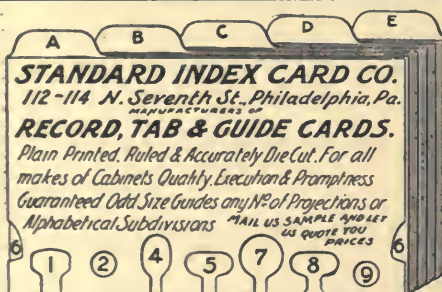 A B C D E
STANDARD INDEX CARD CO.
112-114 N. Seventh St., Philadelphia, Pa.
MANUFACTURERS OF
RECORD, TAB & GUIDE CARDS.
Plain Printed, Ruled & Accurately Die Cut. For all
makes of Cabinets Quality, Execution & Promptness
Guaranteed Odd Size Guides any Nº of Projections or
Alphabetical Subdivisions
MAIL US SAMPLE AND LET
US QUOTE YOU
PRICES
6 1 2 4 5 7 8 9 6